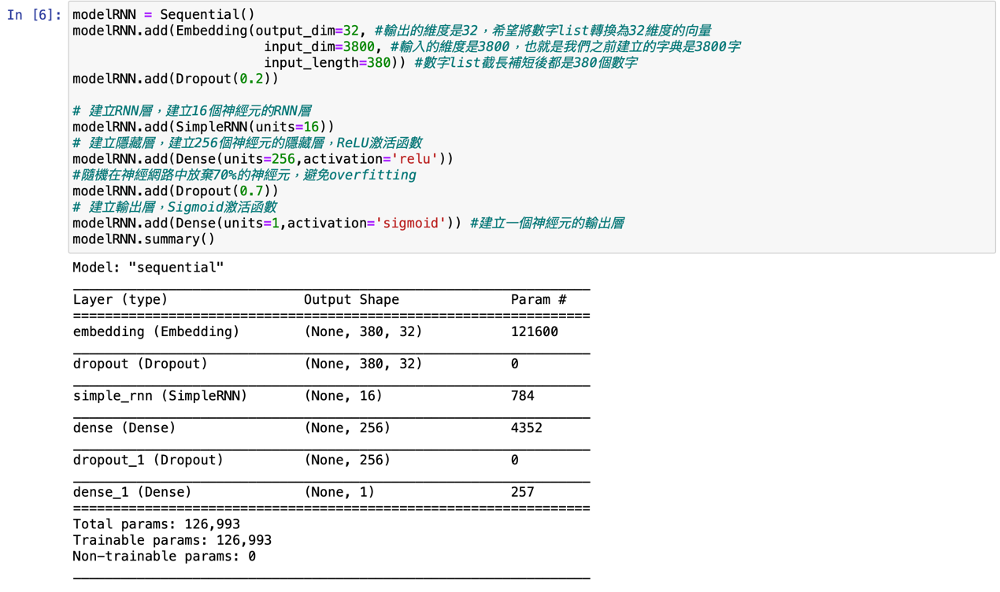 In [6]: modelRNN = Sequential()
modelRNN.add(Embedding(output_dim=32, #輸出的維度是32，希望將數字list轉換為32維度的向量
input_dim=3800, #輸入的維度是3800，也就是我們之前建立的字典是3800字
input_length=380)) #數字list截長補短後都是380個數字
modelRNN.add(Dropout(0.2))
# 建立RNN層，建立16個神經元的RNN層
modelRNN.add(SimpleRNN(units=16))
# 建立隱藏層，建立256個神經元的隱藏層，ReLU激活函數
modelRNN.add(Dense(units=256,activation='relu'))
#隨機在神經網路中放棄70%的神經元，避免overfitting
modelRNN.add(Dropout(0.7))
# 建立輸出層，Sigmoid激活函數
modelRNN.add(Dense(units=1,activation='sigmoid')) #建立一個神經元的輸出層
modelRNN.summary()
Model: "sequential"
Layer (type) Output Shape Param #
embedding (Embedding) (None, 380, 32) 121600
dropout (Dropout) (None, 380, 32) 0
simple_rnn (SimpleRNN) (None, 16) 784
dense (Dense) (None, 256) 4352
dropout_1 (Dropout) (None, 256) 0
dense_1 (Dense) (None, 1) 257
Total params: 126,993
Trainable params: 126,993
Non-trainable params: 0